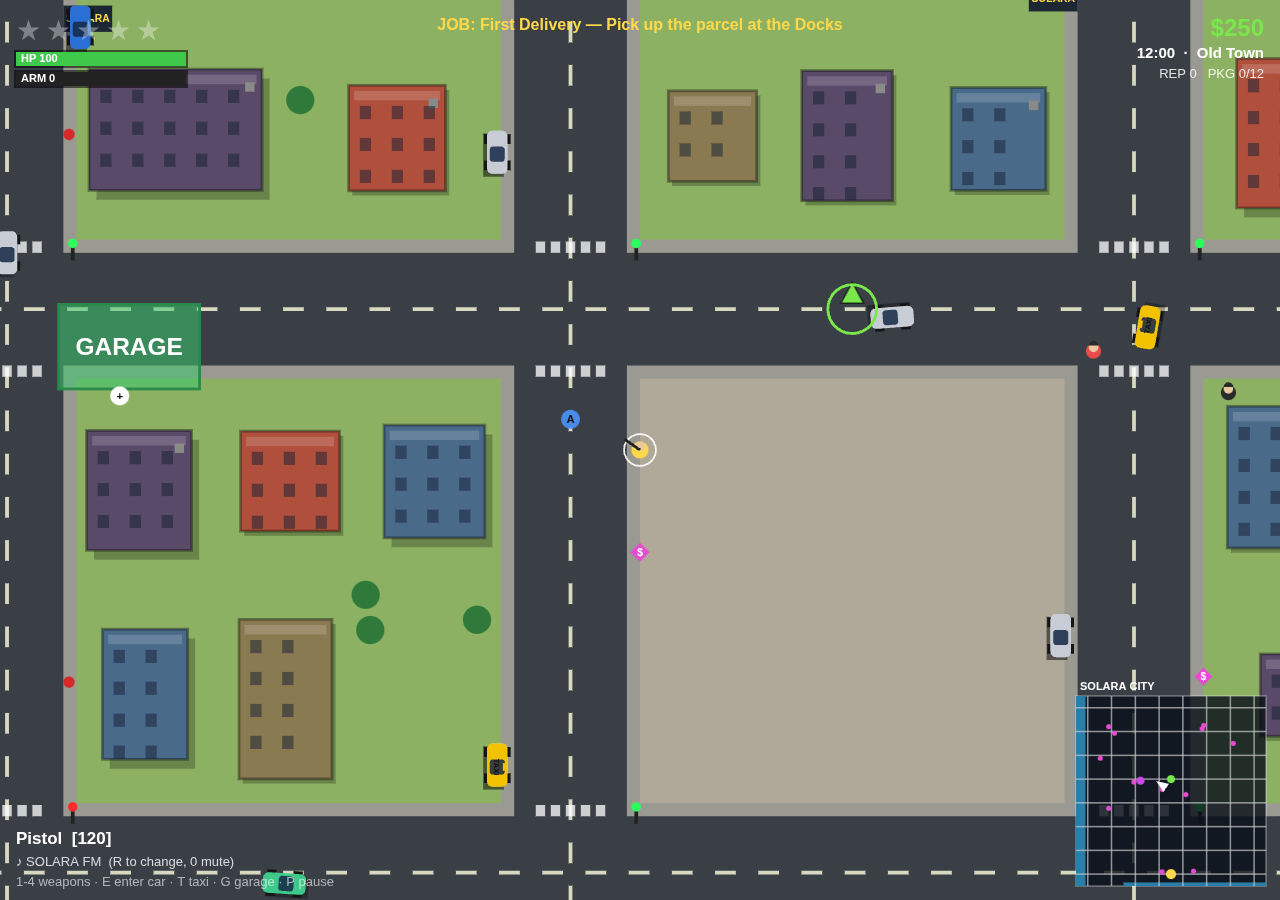 JOB: First Delivery — Pick up the parcel at the Docks
HP 100
ARM 0
$250
12:00 · Old Town
REP 0 PKG 0/12
GARAGE
+
A
$
$
SOLARA CITY
Pistol [120]
♪ SOLARA FM (R to change, 0 mute)
1-4 weapons · E enter car · T taxi · G garage · P pause